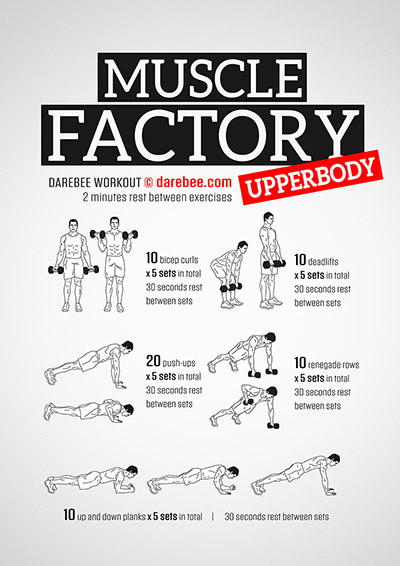 MUSCLE
FACTORY
UPPERBODY
DAREBEE WORKOUT © darebee.com
2 minutes rest between exercises
10 bicep curls
x 5 sets in total
30 seconds rest
between sets
10 deadlifts
x 5 sets in total
30 seconds rest
between sets
20 push-ups
x 5 sets in total
30 seconds rest
between sets
10 renegade rows
x 5 sets in total
30 seconds rest
between sets
10 up and down planks x 5 sets in total | 30 seconds rest between sets